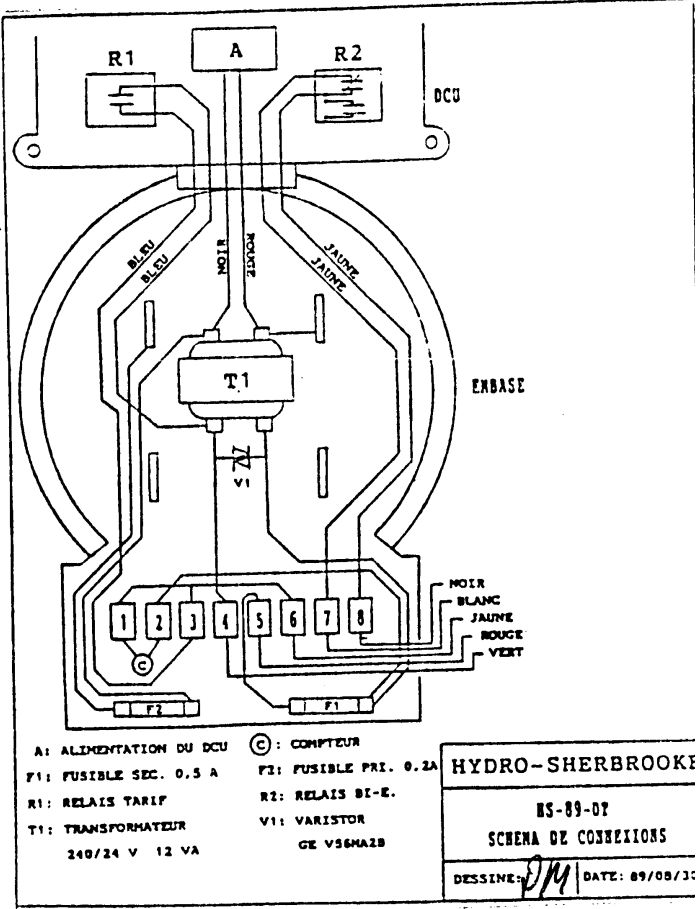 R1
A
R2
DCU
BLEU
BLEU
NOIR
ROUGE
JAUNE
JAUNE
T1
EMBASE
V1
NOIR
BLANC
JAUNE
ROUGE
VERT
1 2 3 4 5 6 7 8
C
F2
F1
A: ALIMENTATION DU DCU
C : COMPTEUR
F1: FUSIBLE SEC. 0,5 A
F2: FUSIBLE PRI. 0.2A
R1: RELAIS TARIF
R2: RELAIS BI-E.
T1: TRANSFORMATEUR
240/24 V 12 VA
V1: VARISTOR
GE V56MA2B
HYDRO-SHERBROOKE
HS-89-07
SCHEMA DE CONNEXIONS
DESSINE: DM
DATE: 89/08/30